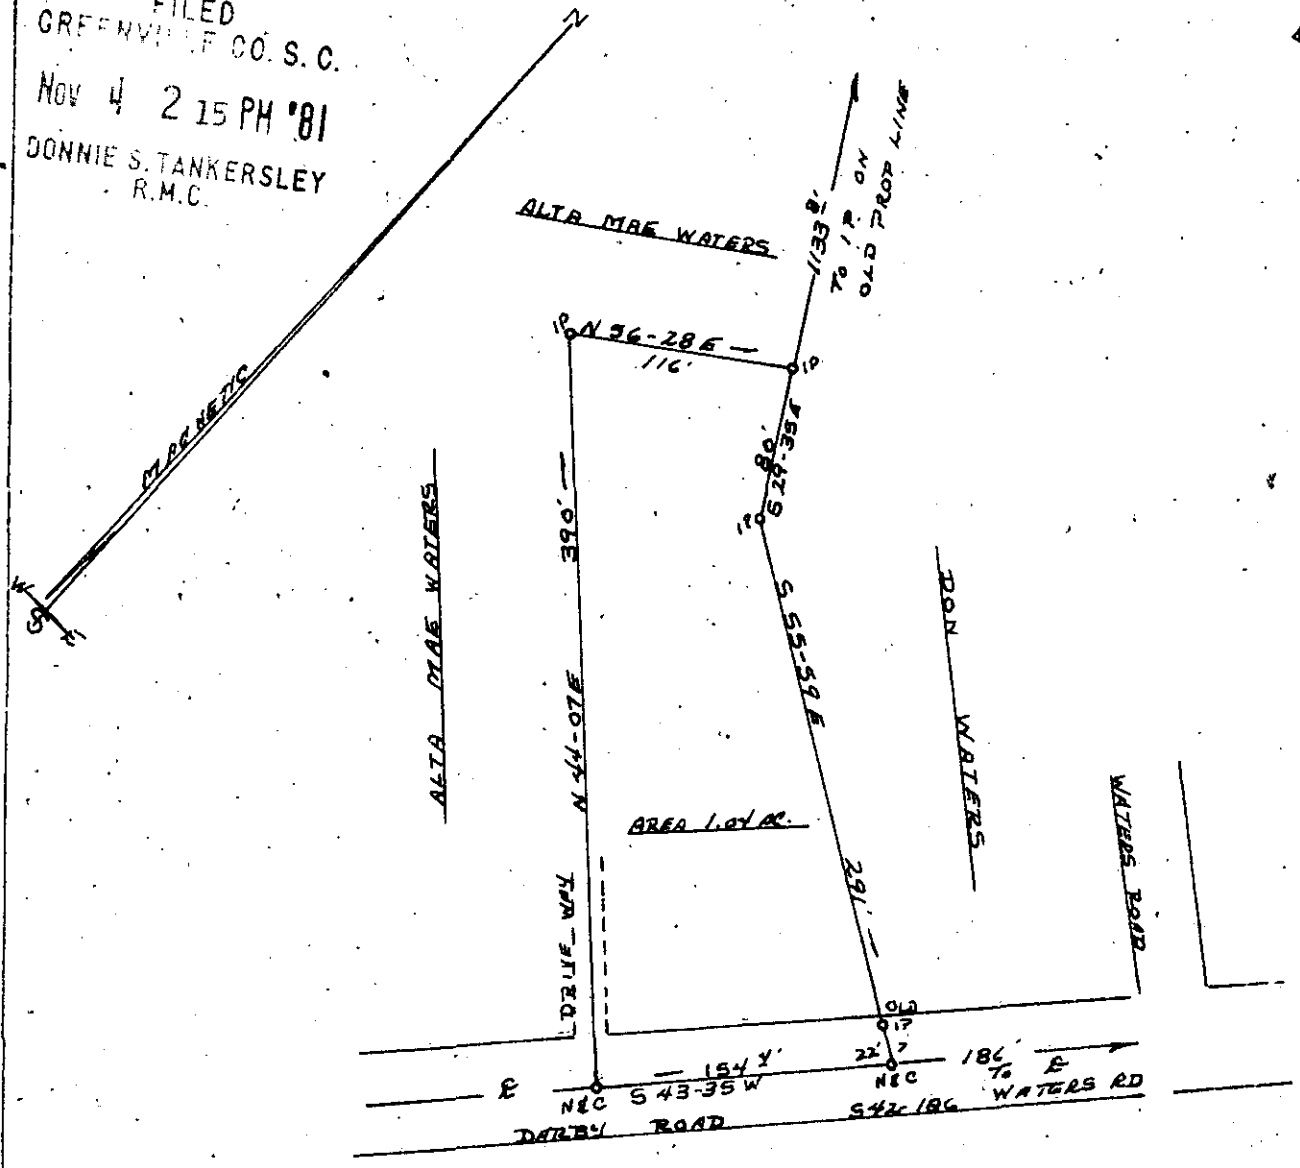 FILED
GREENVILLE CO. S. C.
NOV 4 2 15 PM '81
DONNIE S. TANKERSLEY
R.M.C.
N
MAGNETIC
W
S
E
ALTA MAE WATERS
1133.8'
TO I.P. ON
OLD PROP LINE
IP
N 56-28 E
116'
IP
80'
S 29-35 E
IP
390'
N 44-07 E
ALTA MAE WATERS
S 55-59 E
291'
DON WATERS
WATERS ROAD
AREA 1.04 AC.
DRIVE WAY
OLD
IP
22'
154.4'
S 43-35 W
N&C
N&C
186'
TO
WATERS RD
S42-186
DARBY ROAD